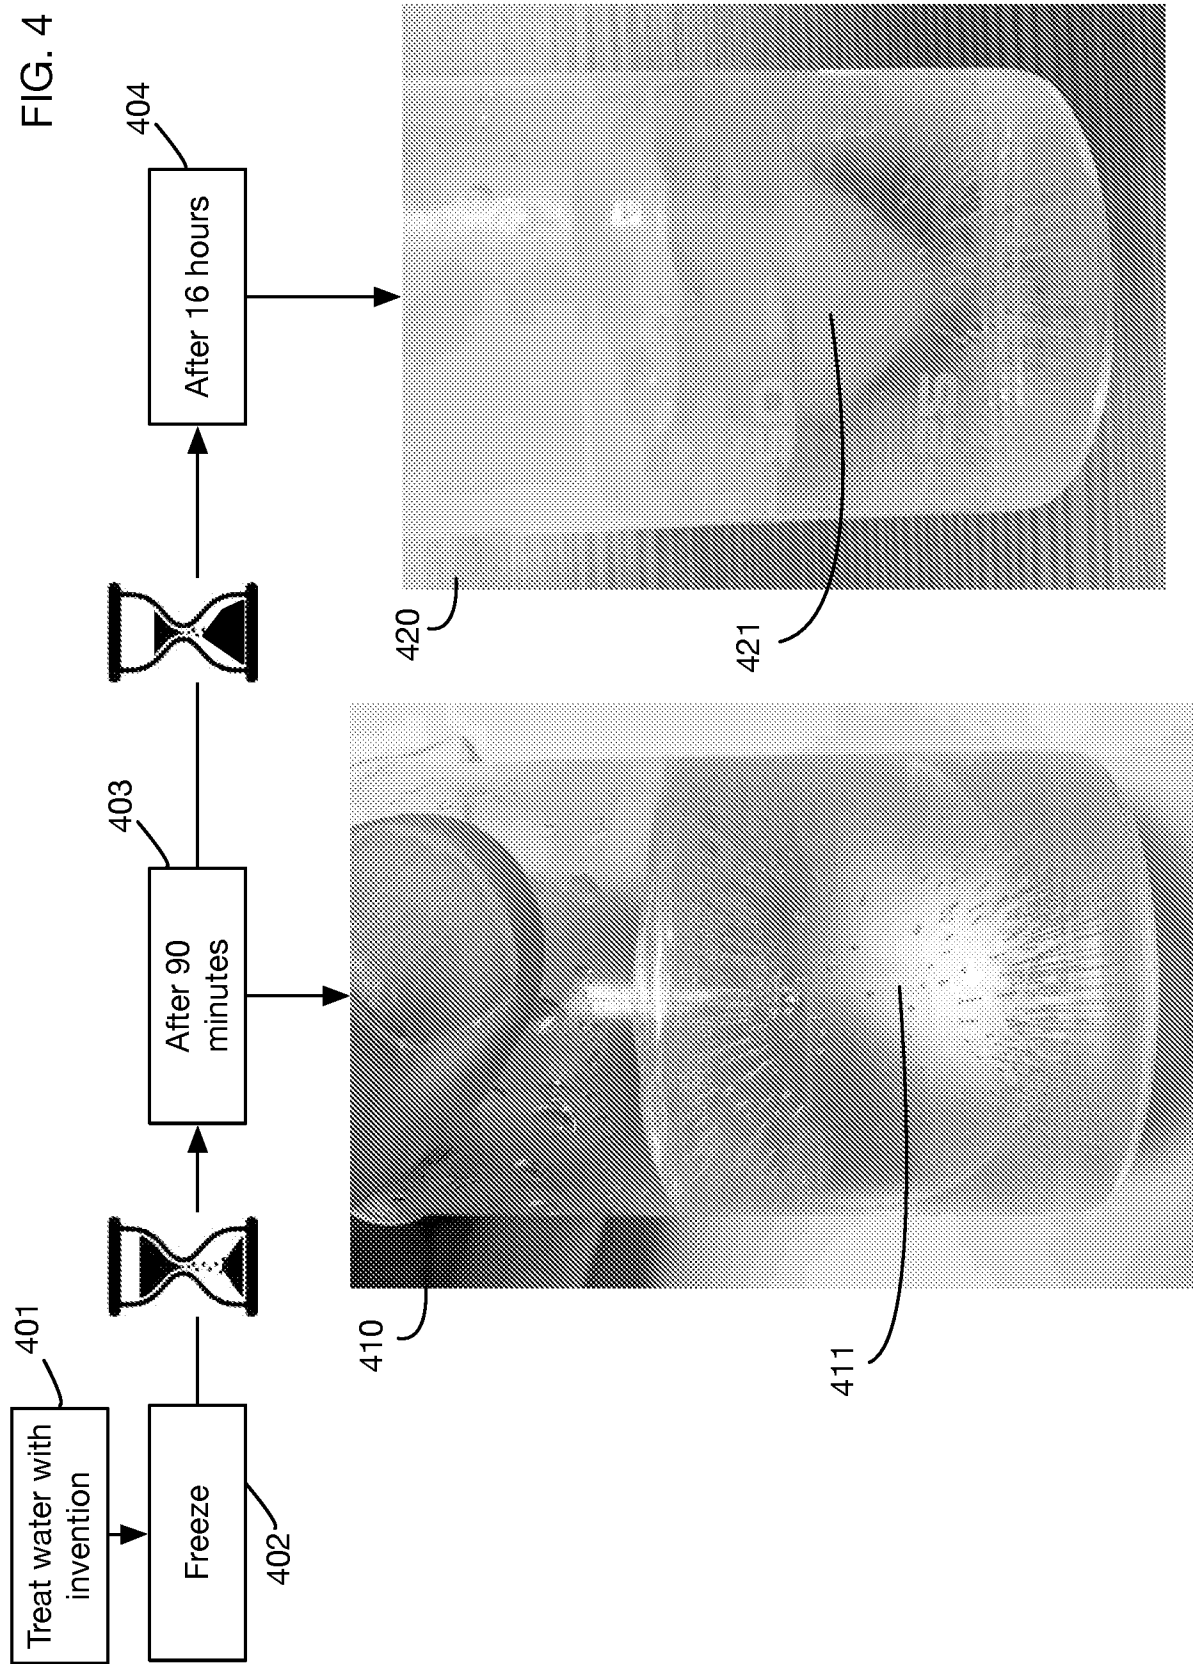 FIG. 4
401
Treat water with
invention
Freeze
402
403
After 90
minutes
404
After 16 hours
410
411
420
421